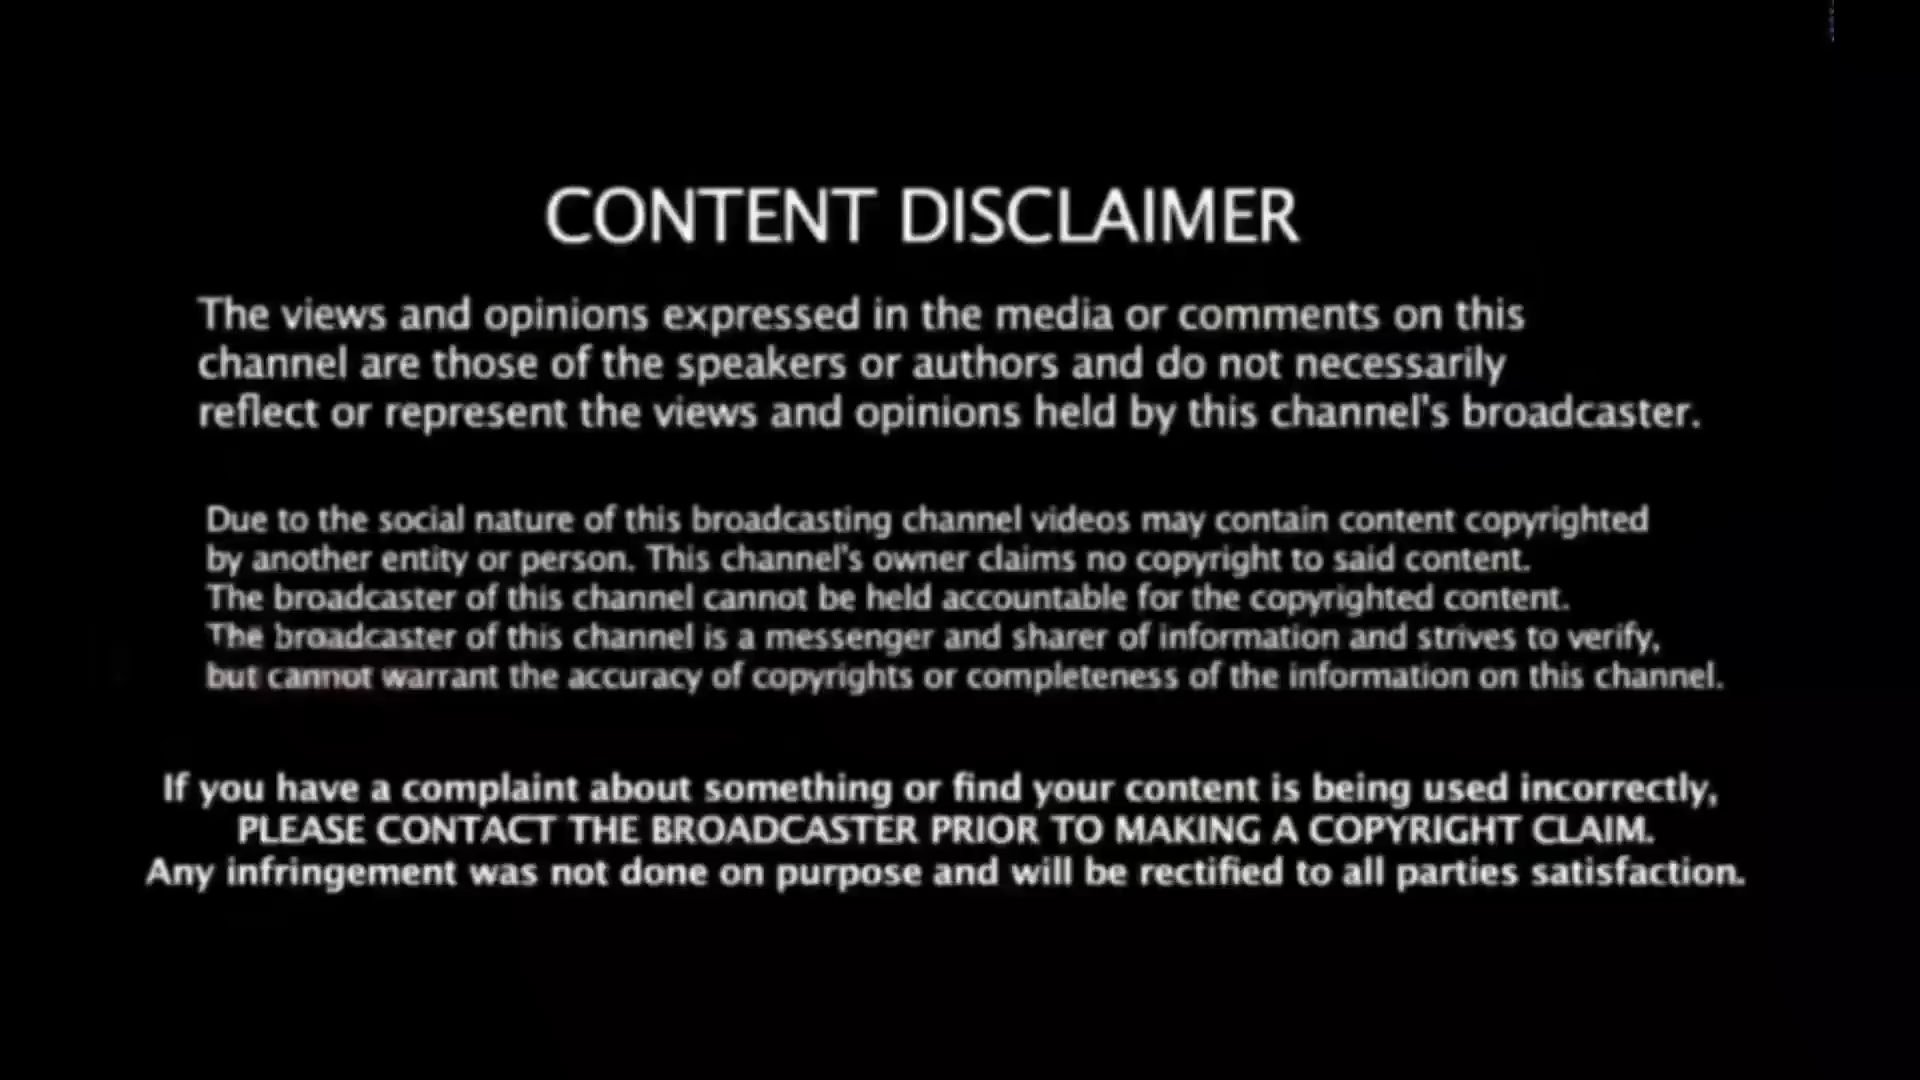 CONTENT DISCLAIMER
The views and opinions expressed in the media or comments on this
channel are those of the speakers or authors and do not necessarily
reflect or represent the views and opinions held by this channel's broadcaster.
Due to the social nature of this broadcasting channel videos may contain content copyrighted
by another entity or person. This channel's owner claims no copyright to said content.
The broadcaster of this channel cannot be held accountable for the copyrighted content.
The broadcaster of this channel is a messenger and sharer of information and strives to verify,
but cannot warrant the accuracy of copyrights or completeness of the information on this channel.
If you have a complaint about something or find your content is being used incorrectly,
PLEASE CONTACT THE BROADCASTER PRIOR TO MAKING A COPYRIGHT CLAIM.
Any infringement was not done on purpose and will be rectified to all parties satisfaction.